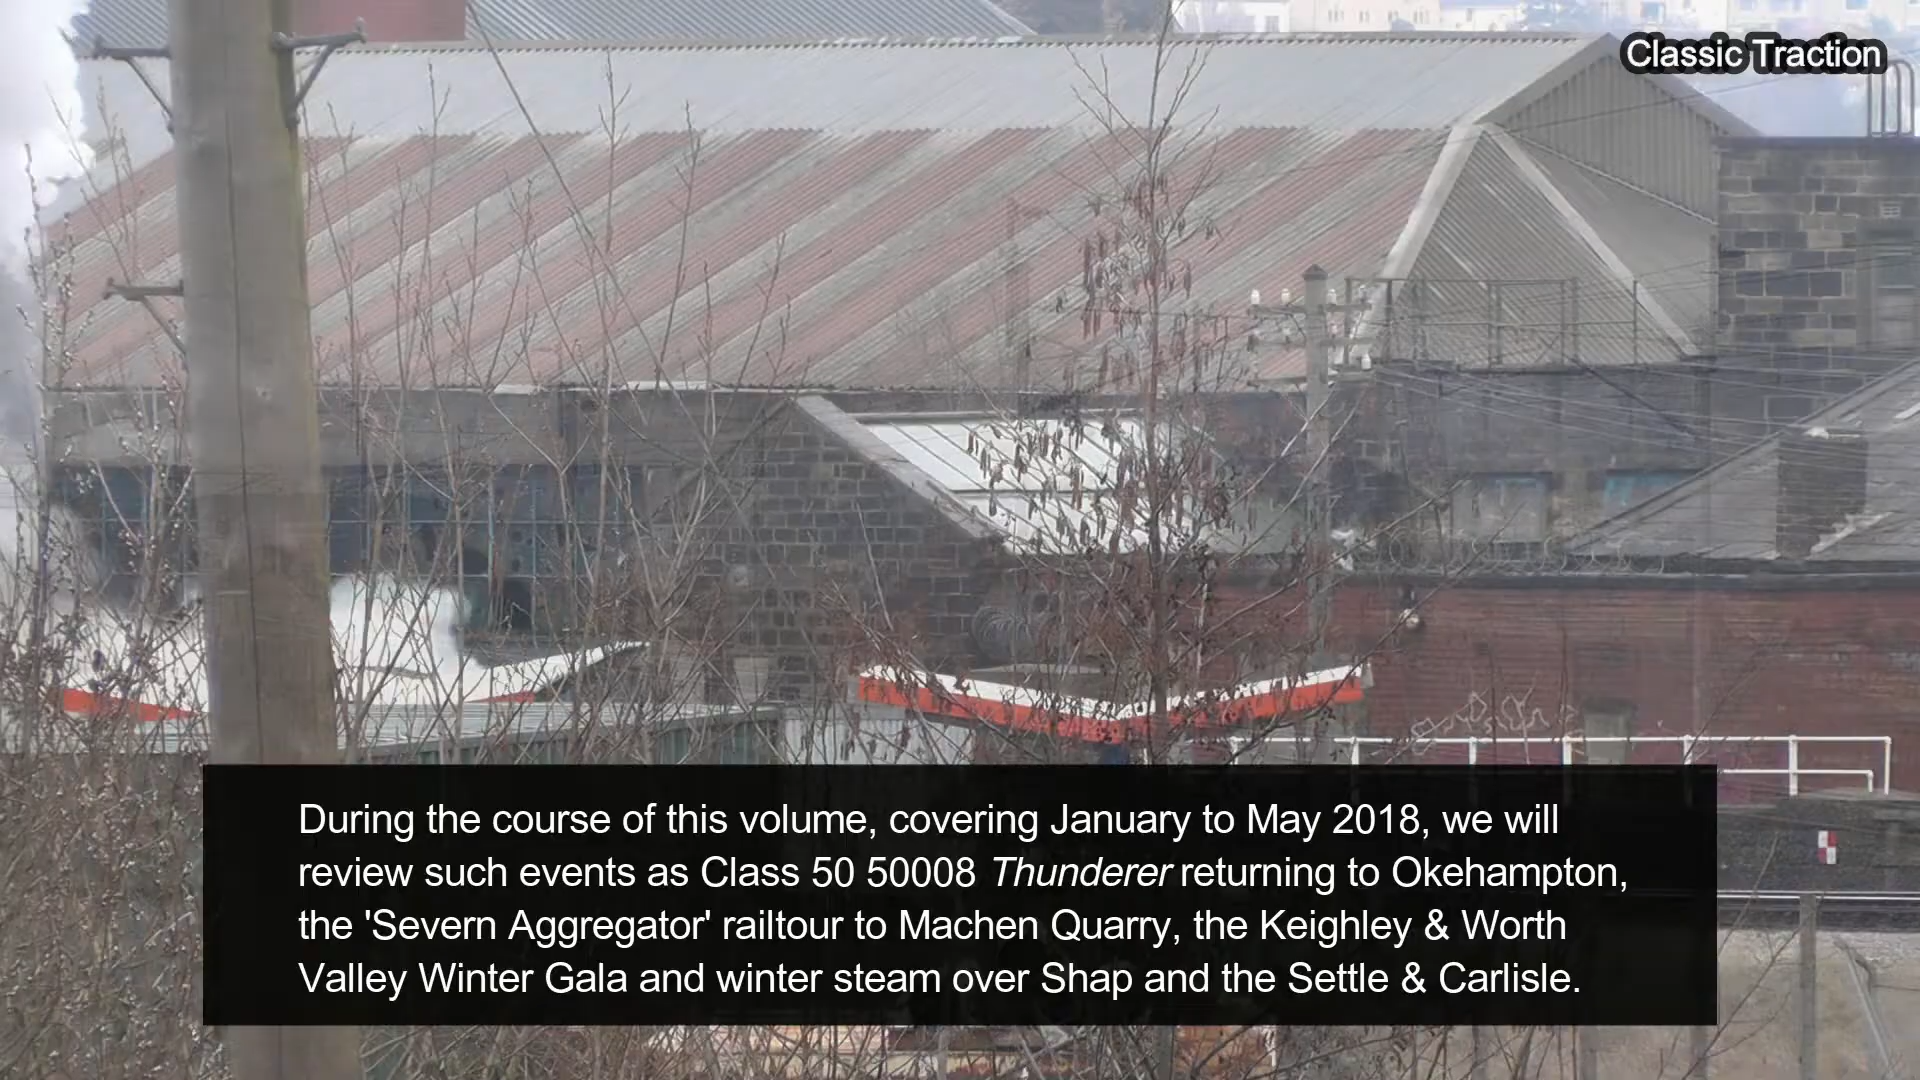 Classic Traction
During the course of this volume, covering January to May 2018, we will
review such events as Class 50 50008 Thunderer returning to Okehampton,
the 'Severn Aggregator' railtour to Machen Quarry, the Keighley & Worth
Valley Winter Gala and winter steam over Shap and the Settle & Carlisle.